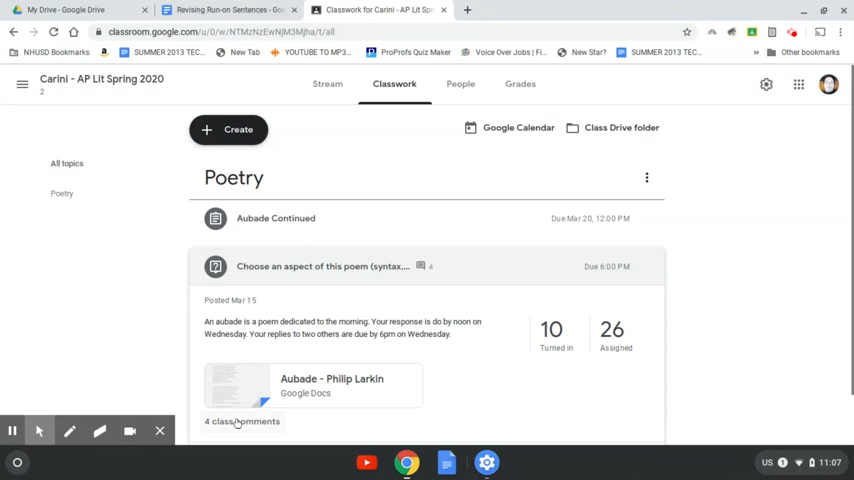 My Drive - Google Drive
Revising Run-on Sentences - Goo
Classwork for Carini - AP Lit Spr
classroom.google.com/u/0/w/NTMzNzEwNjM3Mjha/t/all
NHUSD Bookmarks
SUMMER 2013 TEC...
New Tab
YOUTUBE TO MP3...
ProProfs Quiz Maker
Voice Over Jobs | Fi...
New Star?
SUMMER 2013 TEC...
»
Other bookmarks
Carini - AP Lit Spring 2020
2
Stream
Classwork
People
Grades
Create
Google Calendar
Class Drive folder
All topics
Poetry
Poetry
Aubade Continued
Due Mar 20, 12:00 PM
Choose an aspect of this poem (syntax,...
4
Due 6:00 PM
Posted Mar 15
An aubade is a poem dedicated to the morning. Your response is do by noon on
Wednesday. Your replies to two others are due by 6pm on Wednesday.
10
Turned in
26
Assigned
Aubade - Philip Larkin
Google Docs
4 class comments
US
1
11:07